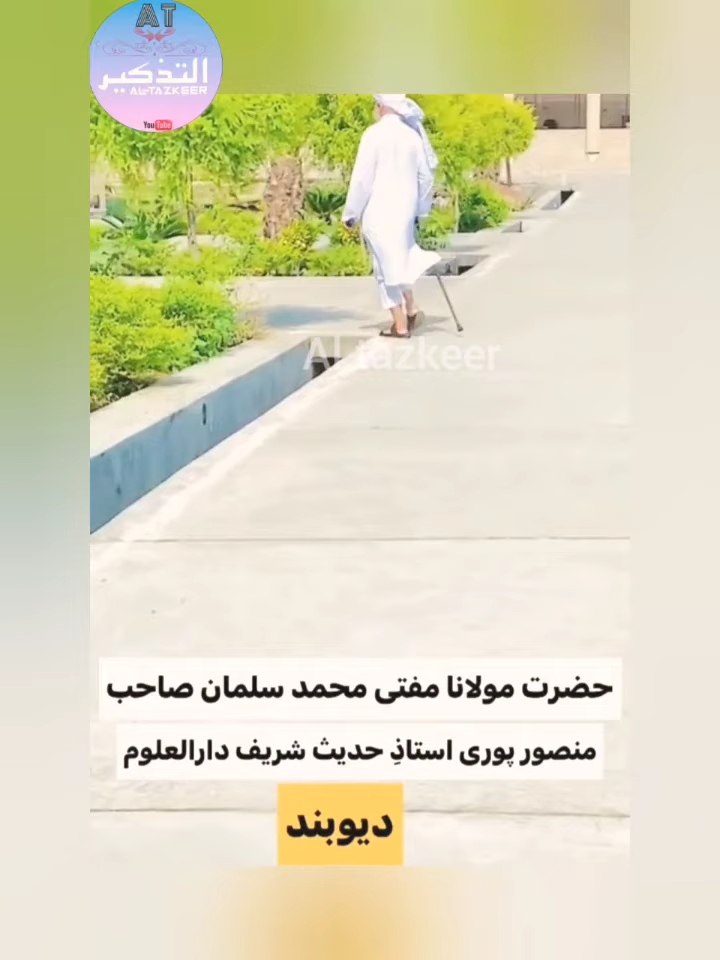 AT
التذكير
AL-TAZKEER
YouTube
Al-tazkeer
حضرت مولانا مفتی محمد سلمان صاحب
منصور پوری استاذِ حدیث شریف دارالعلوم
دیوبند